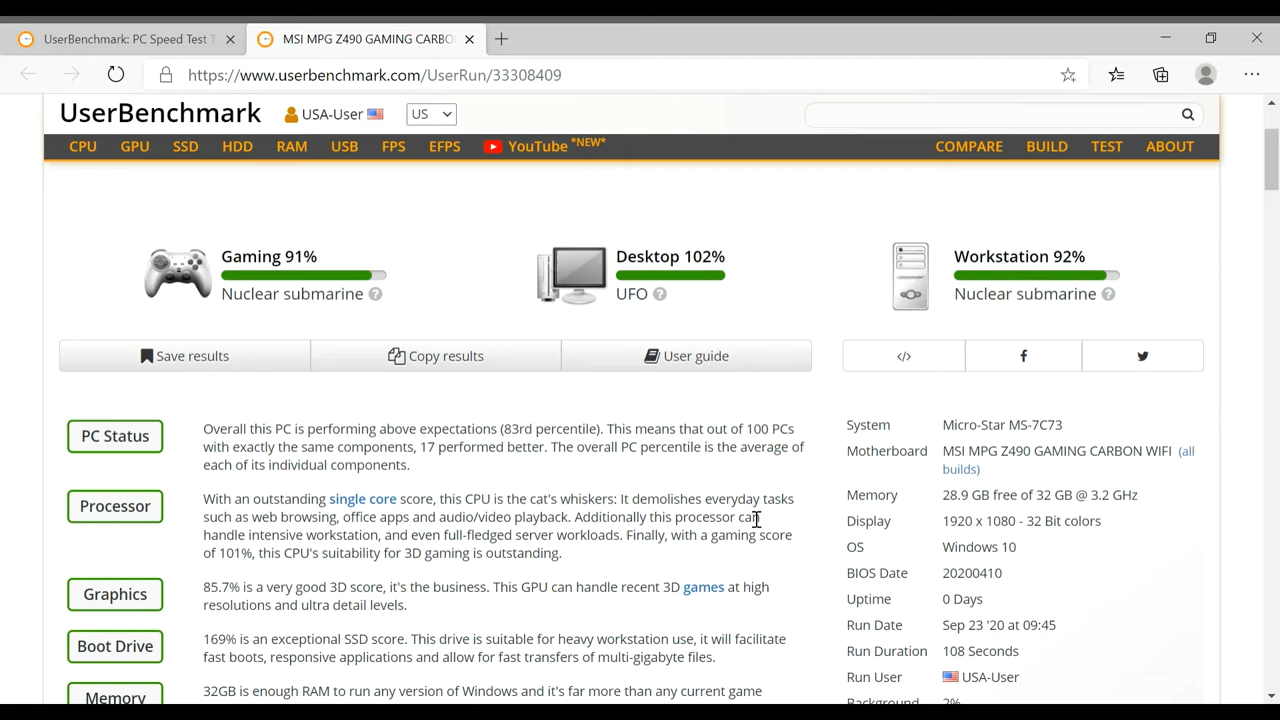 UserBenchmark: PC Speed Test T
MSI MPG Z490 GAMING CARBO
https://www.userbenchmark.com/UserRun/33308409
UserBenchmark USA-User US
CPU GPU SSD HDD RAM USB FPS EFPS YouTube *NEW* COMPARE BUILD TEST ABOUT
Gaming 91%
Nuclear submarine ?
Desktop 102%
UFO ?
Workstation 92%
Nuclear submarine ?
Save results Copy results User guide </>
PC Status
Overall this PC is performing above expectations (83rd percentile). This means that out of 100 PCs
with exactly the same components, 17 performed better. The overall PC percentile is the average of
each of its individual components.
Processor
With an outstanding single core score, this CPU is the cat's whiskers: It demolishes everyday tasks
such as web browsing, office apps and audio/video playback. Additionally this processor can
handle intensive workstation, and even full-fledged server workloads. Finally, with a gaming score
of 101%, this CPU's suitability for 3D gaming is outstanding.
Graphics
85.7% is a very good 3D score, it's the business. This GPU can handle recent 3D games at high
resolutions and ultra detail levels.
Boot Drive
169% is an exceptional SSD score. This drive is suitable for heavy workstation use, it will facilitate
fast boots, responsive applications and allow for fast transfers of multi-gigabyte files.
Memory
32GB is enough RAM to run any version of Windows and it's far more than any current game
System Micro-Star MS-7C73
Motherboard MSI MPG Z490 GAMING CARBON WIFI (all
builds)
Memory 28.9 GB free of 32 GB @ 3.2 GHz
Display 1920 x 1080 - 32 Bit colors
OS Windows 10
BIOS Date 20200410
Uptime 0 Days
Run Date Sep 23 '20 at 09:45
Run Duration 108 Seconds
Run User USA-User
Background 2%